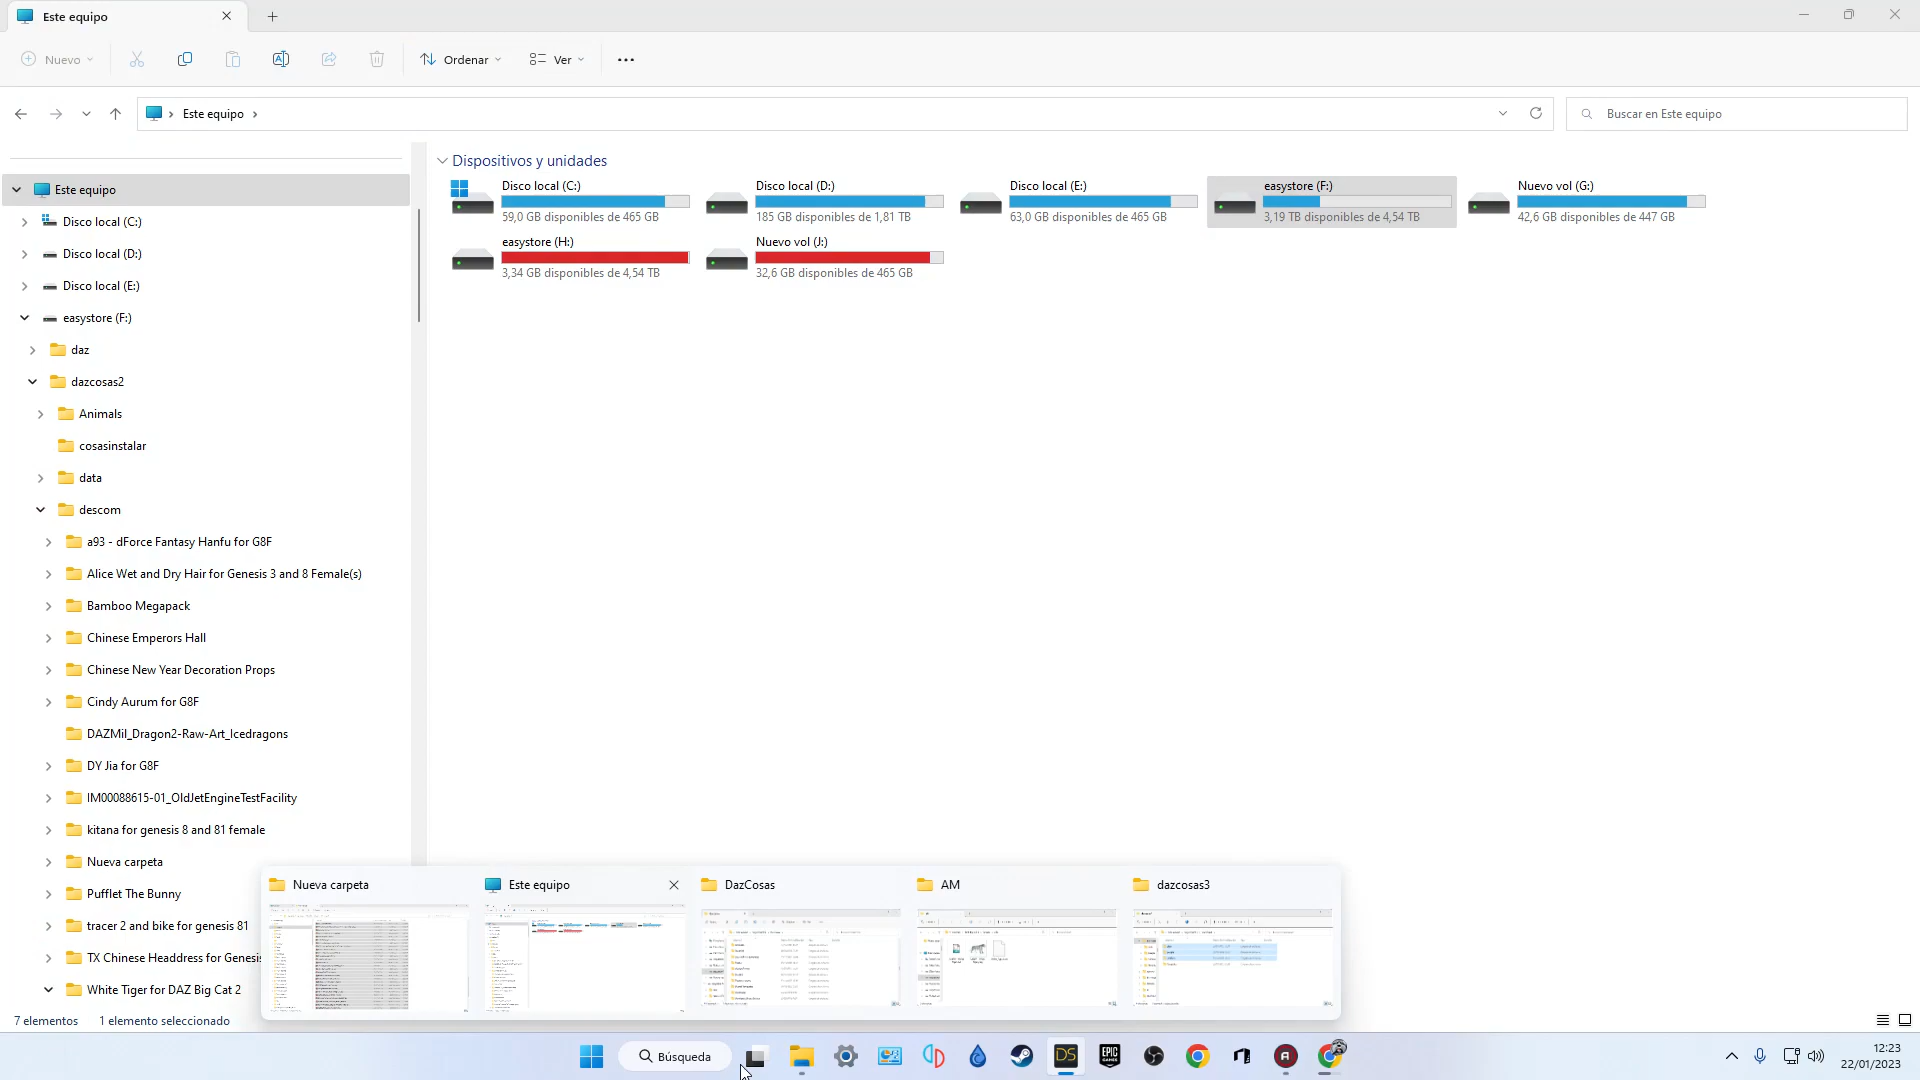 Este equipo
Nuevo
Ordenar
Ver
Este equipo
Buscar en Este equipo
Este equipo
Disco local (C:)
Disco local (D:)
Disco local (E:)
easystore (F:)
daz
dazcosas2
Animals
cosasinstalar
data
descom
a93 - dForce Fantasy Hanfu for G8F
Alice Wet and Dry Hair for Genesis 3 and 8 Female(s)
Bamboo Megapack
Chinese Emperors Hall
Chinese New Year Decoration Props
Cindy Aurum for G8F
DAZMil_Dragon2-Raw-Art_Icedragons
DY Jia for G8F
IM00088615-01_OldJetEngineTestFacility
kitana for genesis 8 and 81 female
Nueva carpeta
Pufflet The Bunny
tracer 2 and bike for genesis 81
TX Chinese Headdress for Genesis
White Tiger for DAZ Big Cat 2
Dispositivos y unidades
Disco local (C:)
59,0 GB disponibles de 465 GB
Disco local (D:)
185 GB disponibles de 1,81 TB
Disco local (E:)
63,0 GB disponibles de 465 GB
easystore (F:)
3,19 TB disponibles de 4,54 TB
Nuevo vol (G:)
42,6 GB disponibles de 447 GB
easystore (H:)
3,34 GB disponibles de 4,54 TB
Nuevo vol (J:)
32,6 GB disponibles de 465 GB
Nueva carpeta
Este equipo
DazCosas
AM
dazcosas3
7 elementos
1 elemento seleccionado
Búsqueda
DS
EPIC GAMES
12:23
22/01/2023